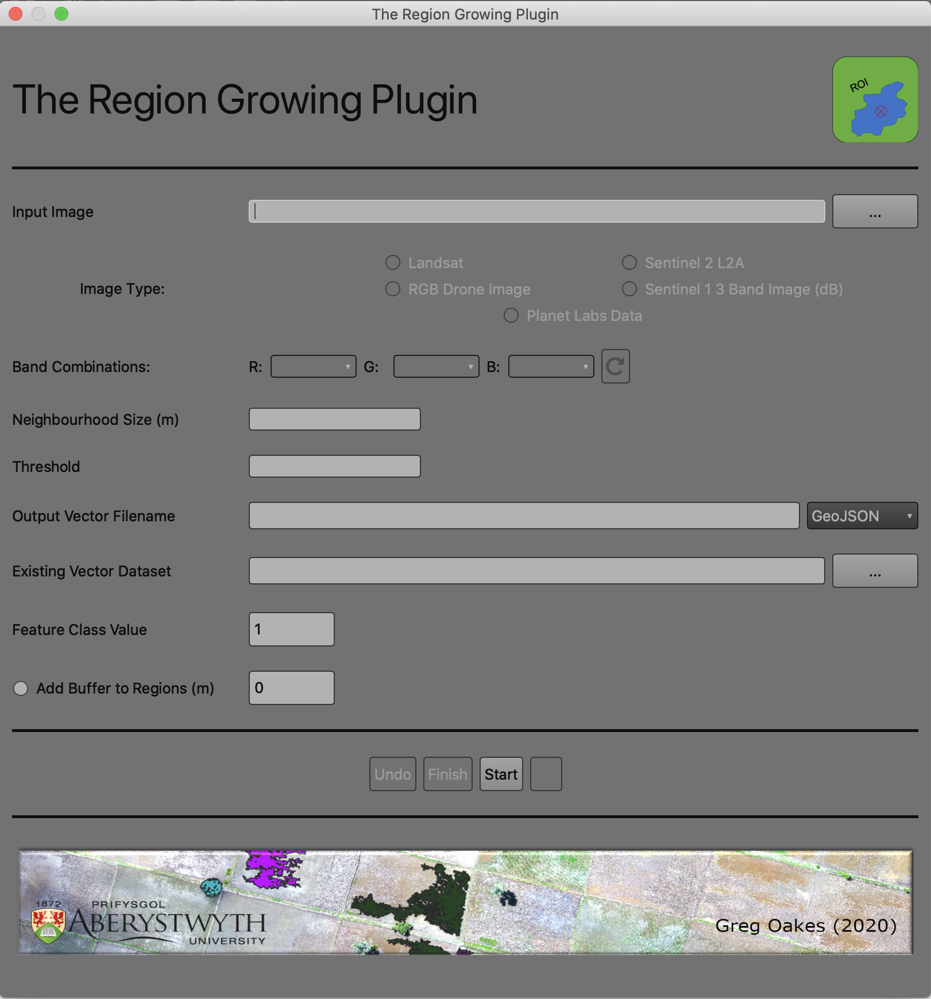 The Region Growing Plugin
The Region Growing Plugin
ROI
Input Image
...
Image Type:
Landsat
Sentinel 2 L2A
RGB Drone Image
Sentinel 1 3 Band Image (dB)
Planet Labs Data
Band Combinations: R: G: B:
Neighbourhood Size (m)
Threshold
Output Vector Filename GeoJSON
Existing Vector Dataset ...
Feature Class Value 1
Add Buffer to Regions (m) 0
Undo Finish Start
1872 PRIFYSGOL
ABERYSTWYTH
UNIVERSITY
Greg Oakes (2020)